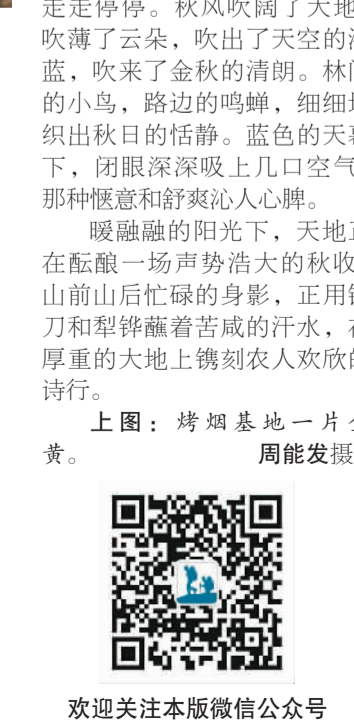 走走停停。秋风吹阔了大地
吹薄了云朵，吹出了天空的
蓝，吹来了金秋的清朗。林
的小鸟，路边的鸣蝉，细细
织出秋日的恬静。蓝色的天
下，闭眼深深吸上几口空气
那种惬意和舒爽沁人心脾。
暖融融的阳光下，天地
在酝酿一场声势浩大的秋收
山前山后忙碌的身影，正用
刀和犁铧蘸着苦咸的汗水，
厚重的大地上镌刻农人欢欣
诗行。
上图：烤烟基地一片
黄。 周能发摄
欢迎关注本版微信公众号